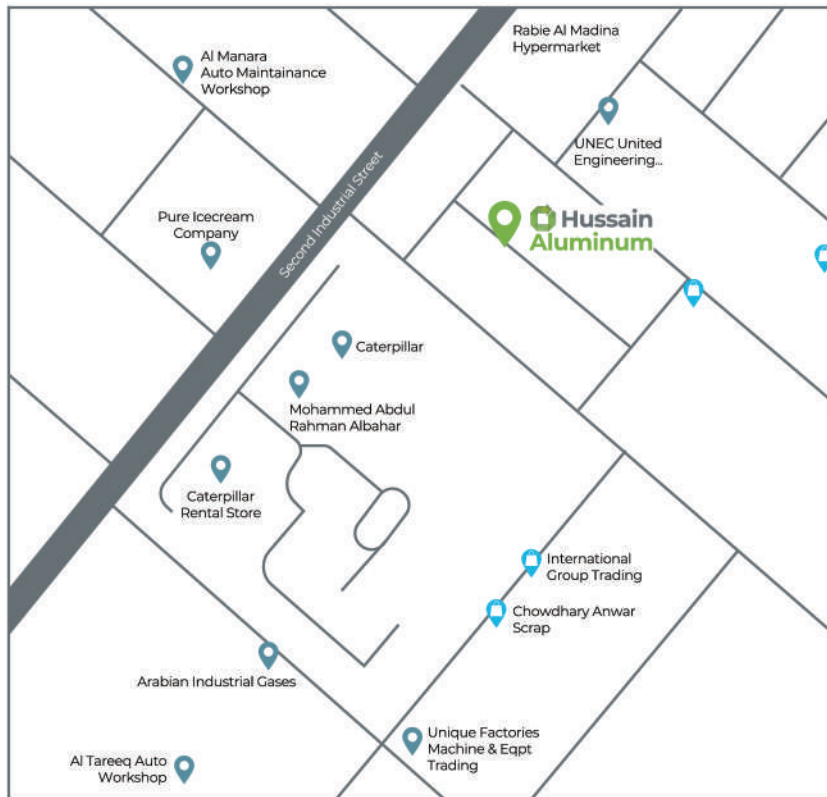 Rabie Al Madina
Hypermarket
Al Manara
Auto Maintainance
Workshop
UNEC United
Engineering...
Second Industrial Street
Pure Icecream
Company
Hussain
Aluminum
Caterpillar
Mohammed Abdul
Rahman Albahar
Caterpillar
Rental Store
International
Group Trading
Chowdhary Anwar
Scrap
Arabian Industrial Gases
Unique Factories
Machine & Eqpt
Trading
Al Tareeq Auto
Workshop